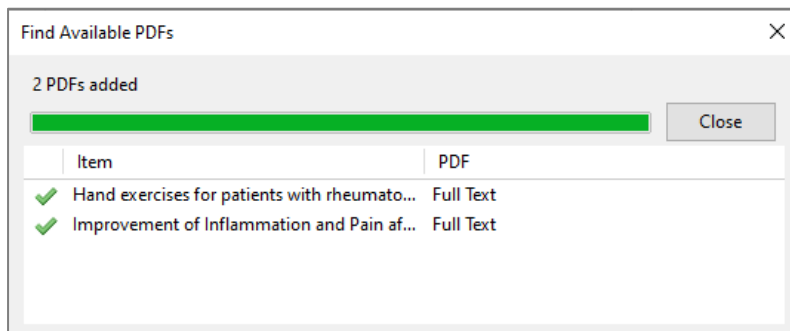 Find Available PDFs
2 PDFs added
Close
Item PDF
Hand exercises for patients with rheumato... Full Text
Improvement of Inflammation and Pain af... Full Text